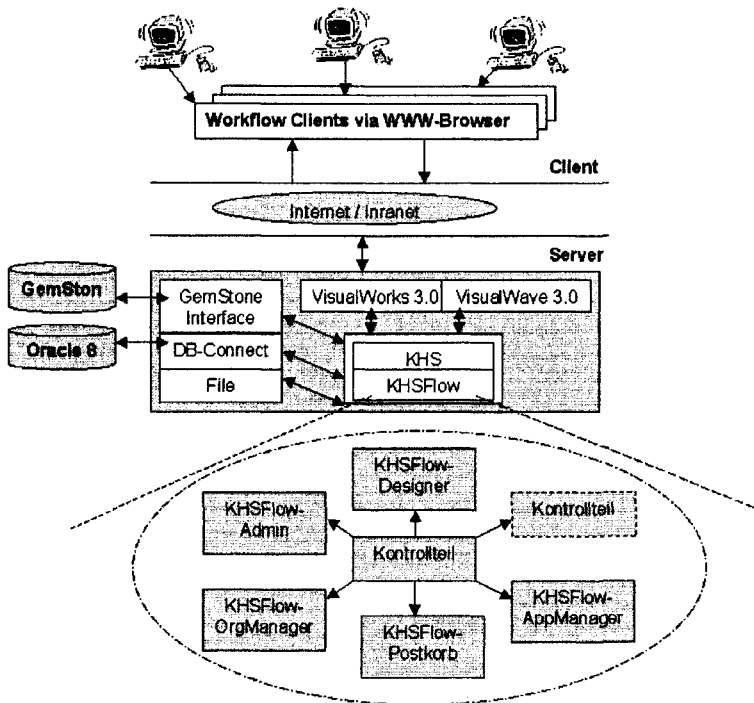 Workflow Clients via WWW-Browser
Client
Internet / Inranet
Server
GemSton
GemStone
Interface
VisualWorks 3.0
VisualWave 3.0
Oracle 8
DB-Connect
File
KHS
KHSFlow
KHSFlow-
Designer
KHSFlow-
Admin
Kontrollteil
Kontrollteil
KHSFlow-
OrgManager
KHSFlow-
Postkorb
KHSFlow-
AppManager